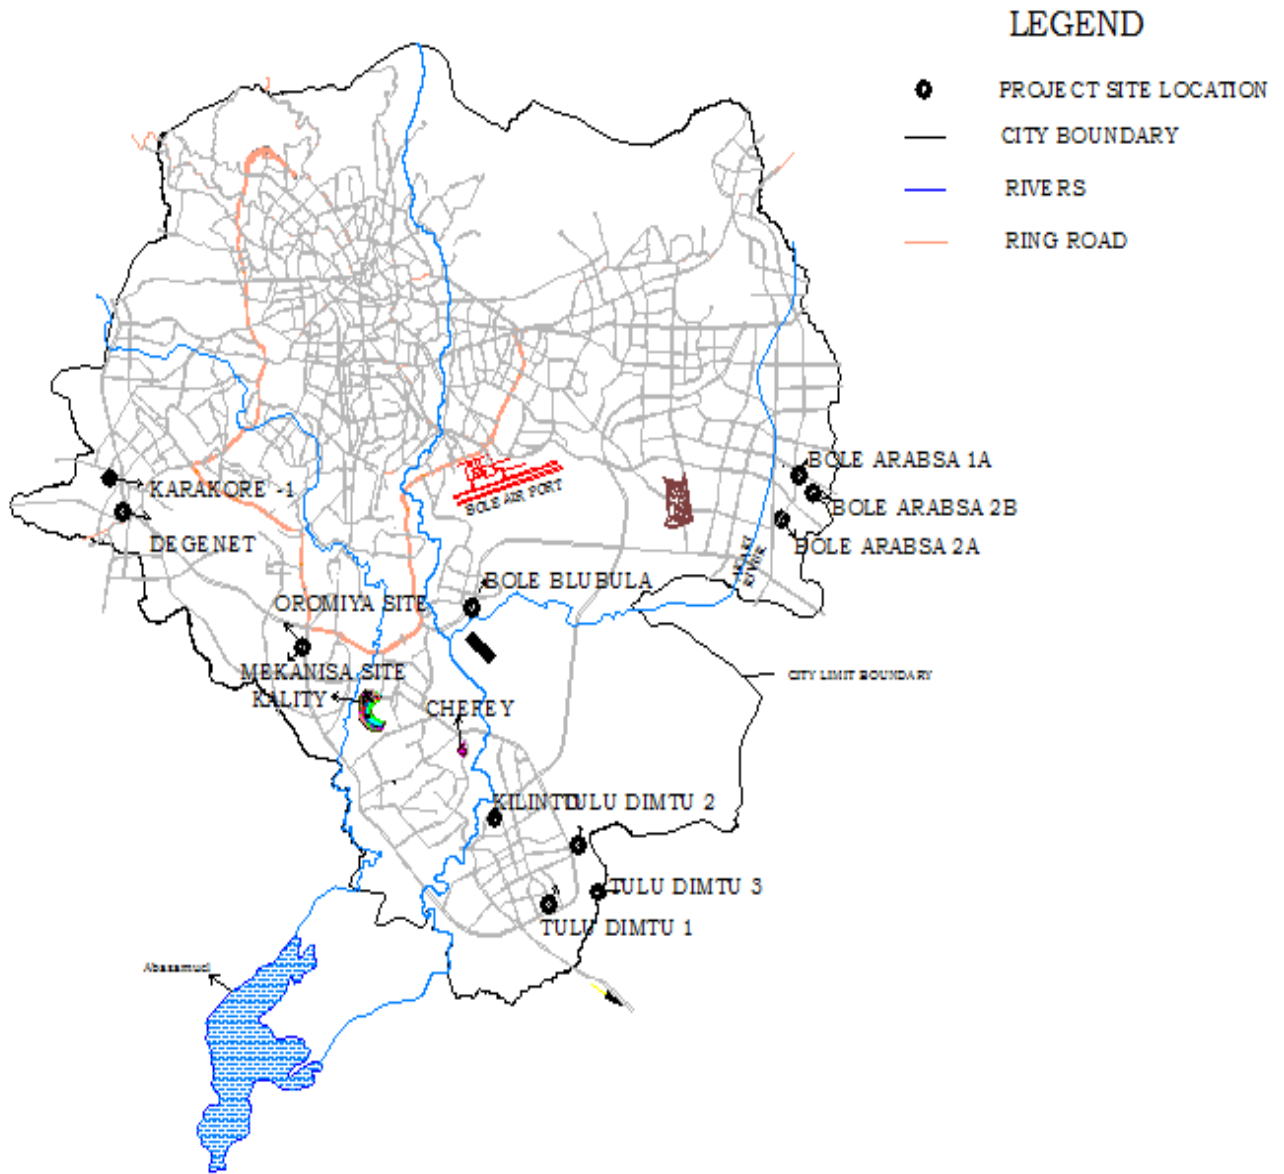 LEGEND
PROJECT SITE LOCATION
CITY BOUNDARY
RIVERS
RING ROAD
BOLE ARABSA 1A
KARAKORE -1
BOLE AIR PORT
BOLE ARABSA 2B
DEGENET
BOLE ARABSA 2A
RIVER
BOLE BLUBULA
OROMIYA SITE
MEKANISA SITE
CITY LIMIT BOUNDARY
KALITY
CHEFEY
KILINTO
TULU DIMTU 2
TULU DIMTU 3
TULU DIMTU 1
Abasamuel